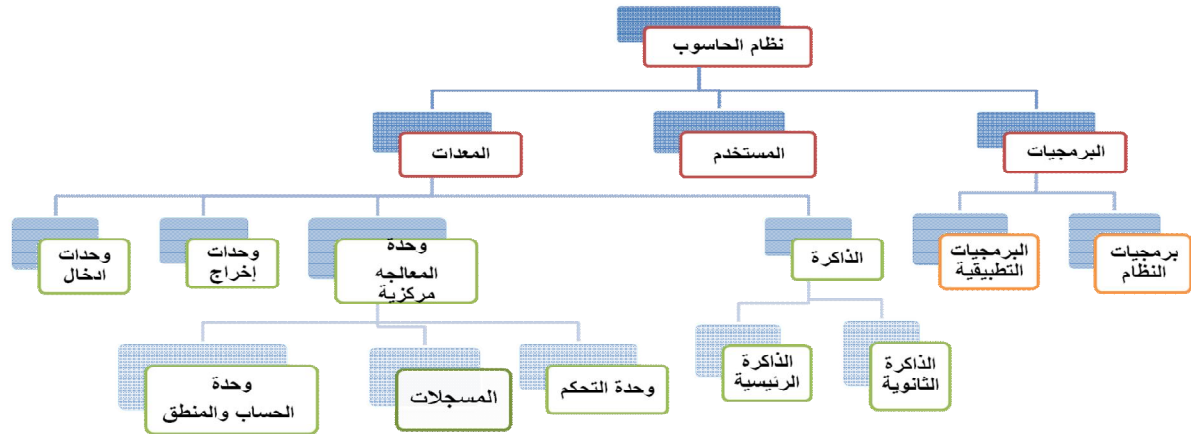 نظام الحاسوب
البرمجيات
المستخدم
المعدات
برمجيات
النظام
البرمجيات
التطبيقية
الذاكرة
وحدة
المعالجه
مركزية
وحدات
إخراج
وحدات
ادخال
الذاكرة
الثانوية
الذاكرة
الرئيسية
وحدة التحكم
المسجلات
وحدة
الحساب والمنطق